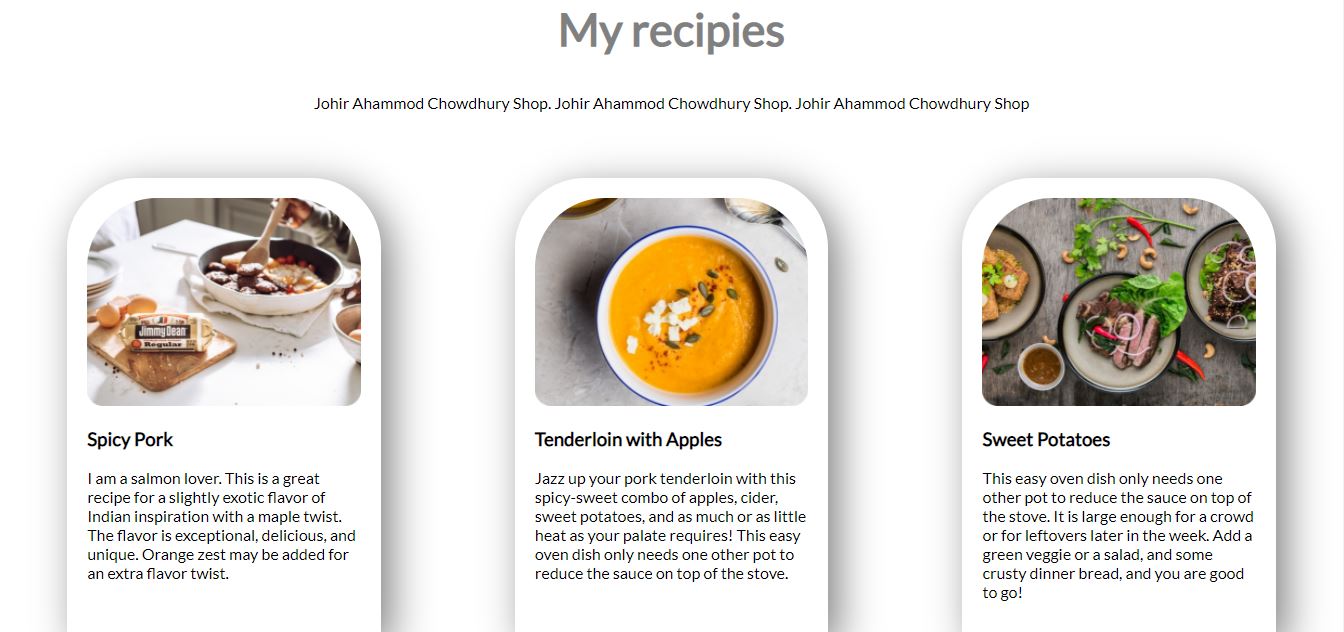 My recipies
Johir Ahammod Chowdhury Shop. Johir Ahammod Chowdhury Shop. Johir Ahammod Chowdhury Shop
Jimmy Dean
Regular
Spicy Pork
I am a salmon lover. This is a great
recipe for a slightly exotic flavor of
Indian inspiration with a maple twist.
The flavor is exceptional, delicious, and
unique. Orange zest may be added for
an extra flavor twist.
Tenderloin with Apples
Jazz up your pork tenderloin with this
spicy-sweet combo of apples, cider,
sweet potatoes, and as much or as little
heat as your palate requires! This easy
oven dish only needs one other pot to
reduce the sauce on top of the stove.
Sweet Potatoes
This easy oven dish only needs one
other pot to reduce the sauce on top of
the stove. It is large enough for a crowd
or for leftovers later in the week. Add a
green veggie or a salad, and some
crusty dinner bread, and you are good
to go!